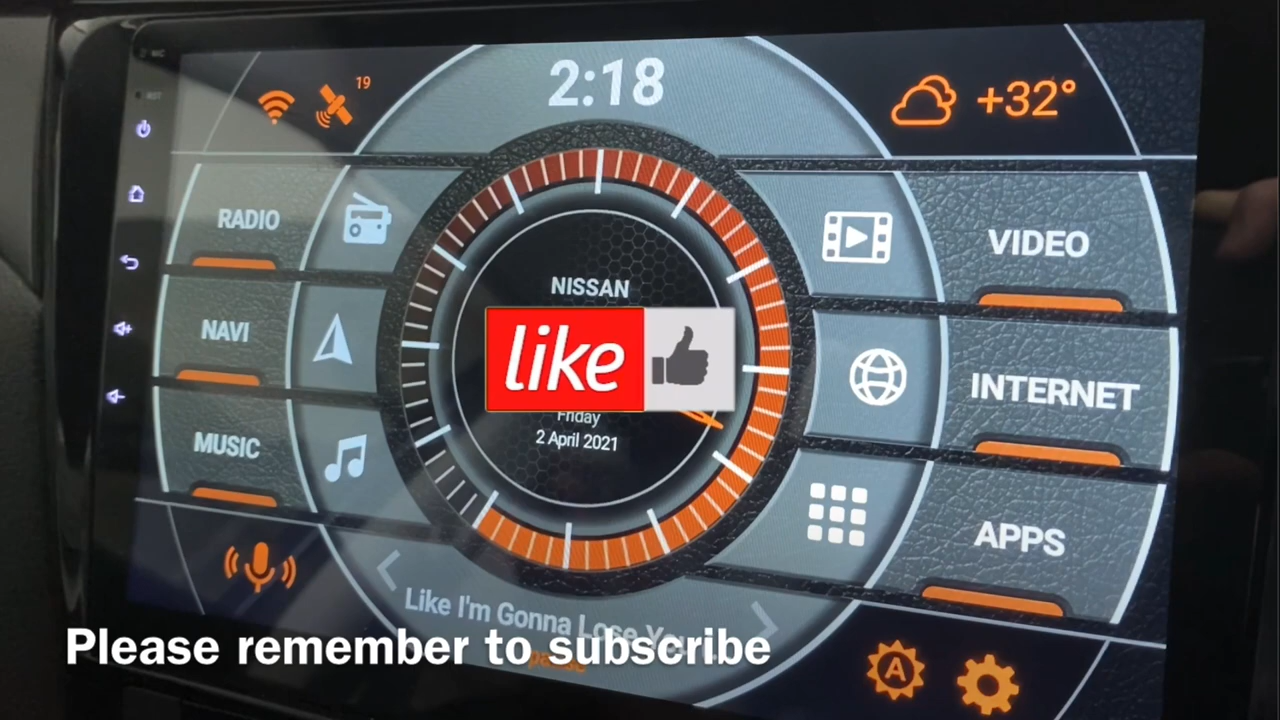 2:18
19
+32°
RADIO
VIDEO
NISSAN
like
NAVI
INTERNET
Friday
2 April 2021
MUSIC
APPS
Like I'm Gonna Lose
pause
A
Please remember to subscribe